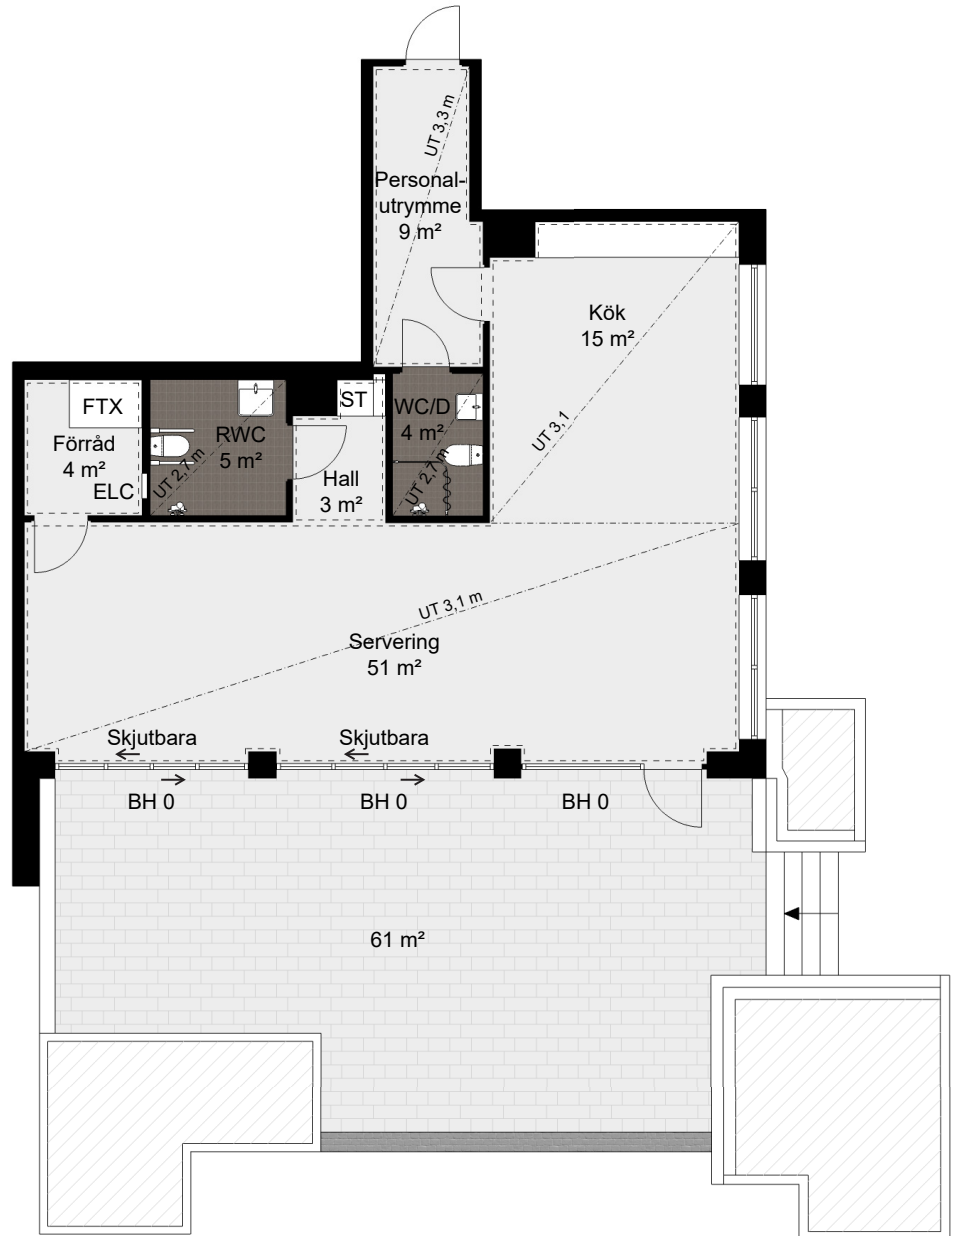 UT 3,3 m
Personal-
utrymme
9 m²
Kök
15 m²
UT 3,1
FTX
Förråd
4 m²
ELC
RWC
5 m²
UT 2,7 m
ST
Hall
3 m²
WC/D
4 m²
UT 2,7 m
UT 3,1 m
Servering
51 m²
Skjutbara
Skjutbara
BH 0
BH 0
BH 0
61 m²